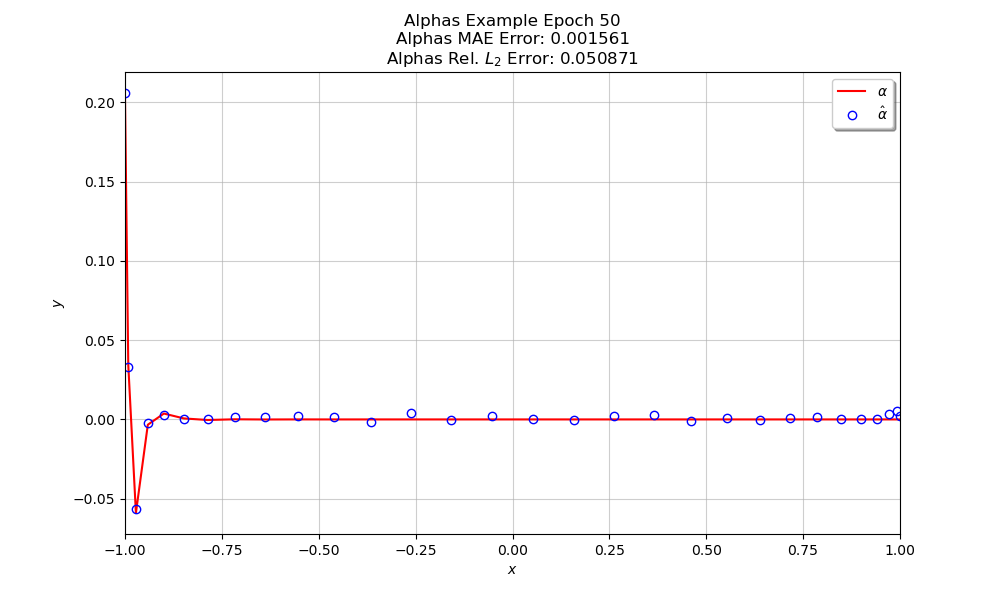 Alphas Example Epoch 50
Alphas MAE Error: 0.001561
Alphas Rel. L₂ Error: 0.050871
α
α̂
0.20
0.15
0.10
0.05
0.00
−0.05
y
−1.00 −0.75 −0.50 −0.25 0.00 0.25 0.50 0.75 1.00
x